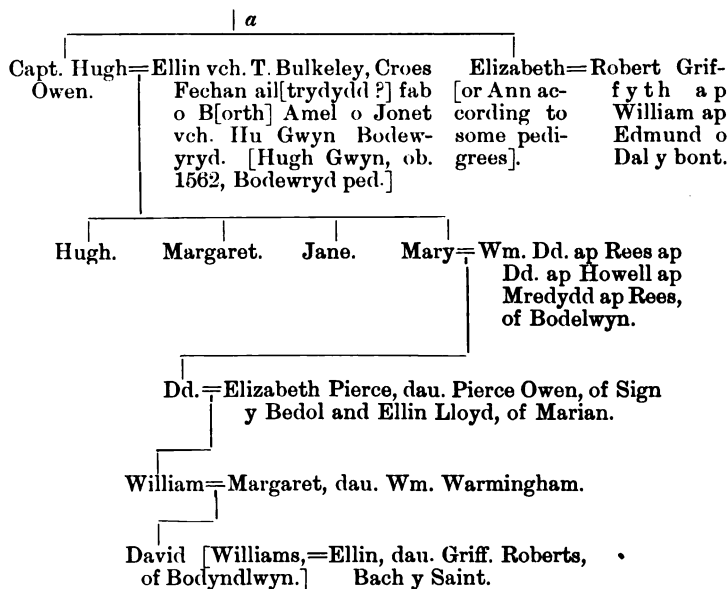 a
Capt. Hugh=Ellin vch. T. Bulkeley, Croes
Owen. Fechan ail[trydydd ?] fab
o B[orth] Amel o Jonet
vch. Hu Gwyn Bodew-
yryd. [Hugh Gwyn, ob.
1562, Bodewryd ped.]
Elizabeth=Robert Grif-
[or Ann ac- fyth ap
cording to William ap
some pedi- Edmund o
grees]. Dal y bont.
Hugh. Margaret. Jane. Mary=Wm. Dd. ap Rees ap
Dd. ap Howell ap
Mredydd ap Rees,
of Bodelwyn.
Dd.=Elizabeth Pierce, dau. Pierce Owen, of Sign
y Bedol and Ellin Lloyd, of Marian.
William=Margaret, dau. Wm. Warmingham.
David [Williams,=Ellin, dau. Griff. Roberts,
of Bodyndlwyn.] Bach y Saint.